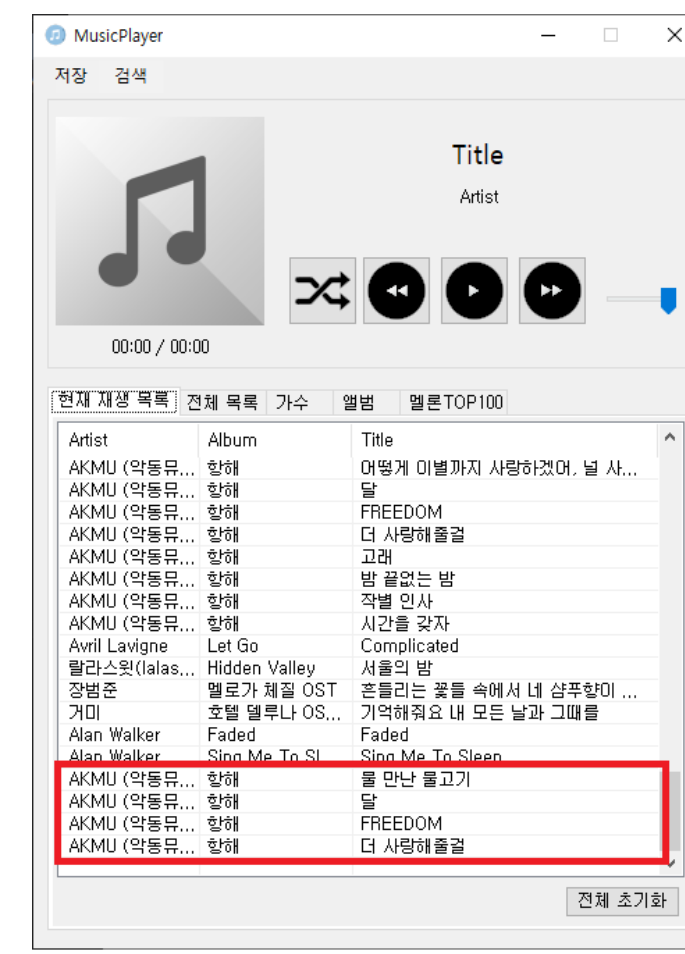 MusicPlayer
저장 검색
Title
Artist
00:00 / 00:00
현재 재생 목록 전체 목록 가수 앨범 멜론TOP100
Artist Album Title
AKMU (악동뮤... 항해 어떻게 이별까지 사랑하겠어, 널 사...
AKMU (악동뮤... 항해 달
AKMU (악동뮤... 항해 FREEDOM
AKMU (악동뮤... 항해 더 사랑해줄걸
AKMU (악동뮤... 항해 고래
AKMU (악동뮤... 항해 밤 끝없는 밤
AKMU (악동뮤... 항해 작별 인사
AKMU (악동뮤... 항해 시간을 갖자
Avril Lavigne Let Go Complicated
랄라스윗(lalas... Hidden Valley 서울의 밤
장범준 멜로가 체질 OST 흔들리는 꽃들 속에서 네 샴푸향이 ...
거미 호텔 델루나 OS... 기억해줘요 내 모든 날과 그때를
Alan Walker Faded Faded
Alan Walker Sing Me To Sl... Sing Me To Sleep
AKMU (악동뮤... 항해 물 만난 물고기
AKMU (악동뮤... 항해 달
AKMU (악동뮤... 항해 FREEDOM
AKMU (악동뮤... 항해 더 사랑해줄걸
전체 초기화